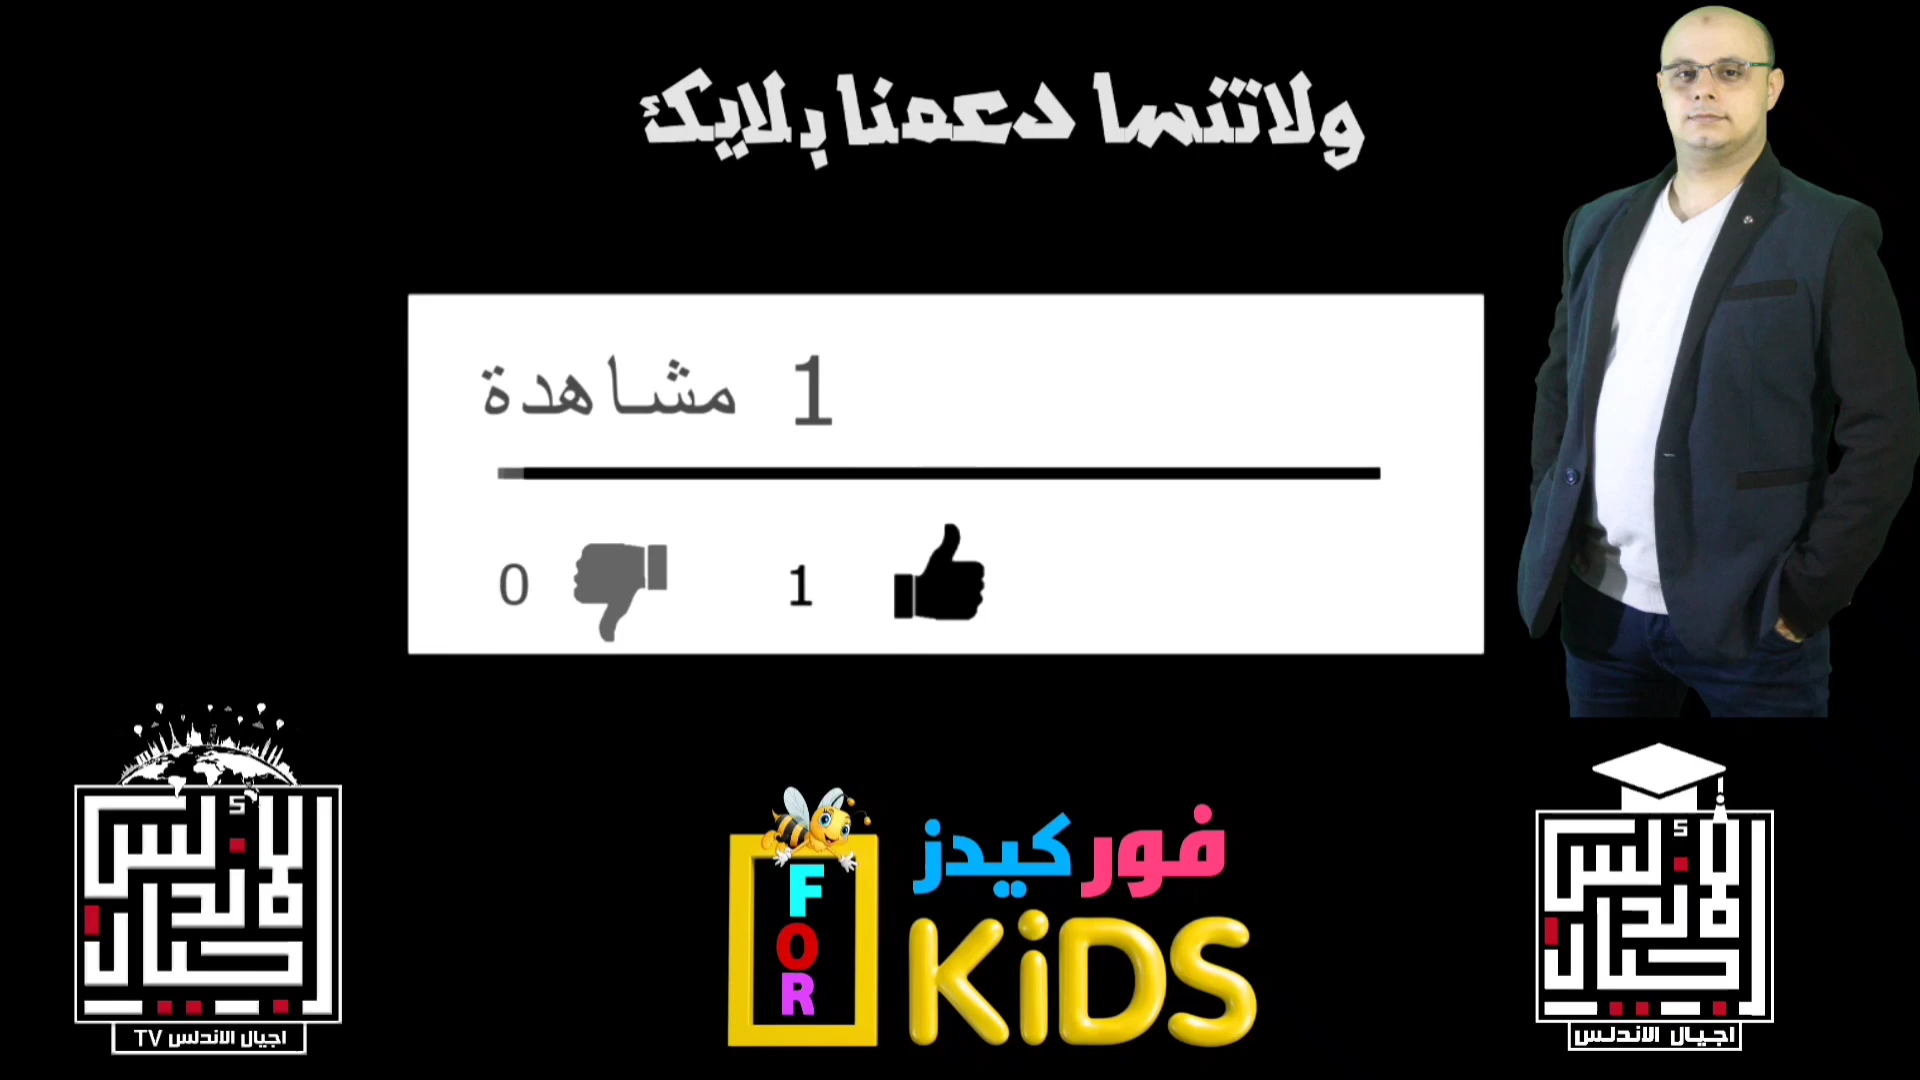 ولاتنسا دعمنا بلايك
1 مشاهدة
0 1
فور كيدز
FOR
KiDS
اجيال الاندلس TV
اجيال الاندلس